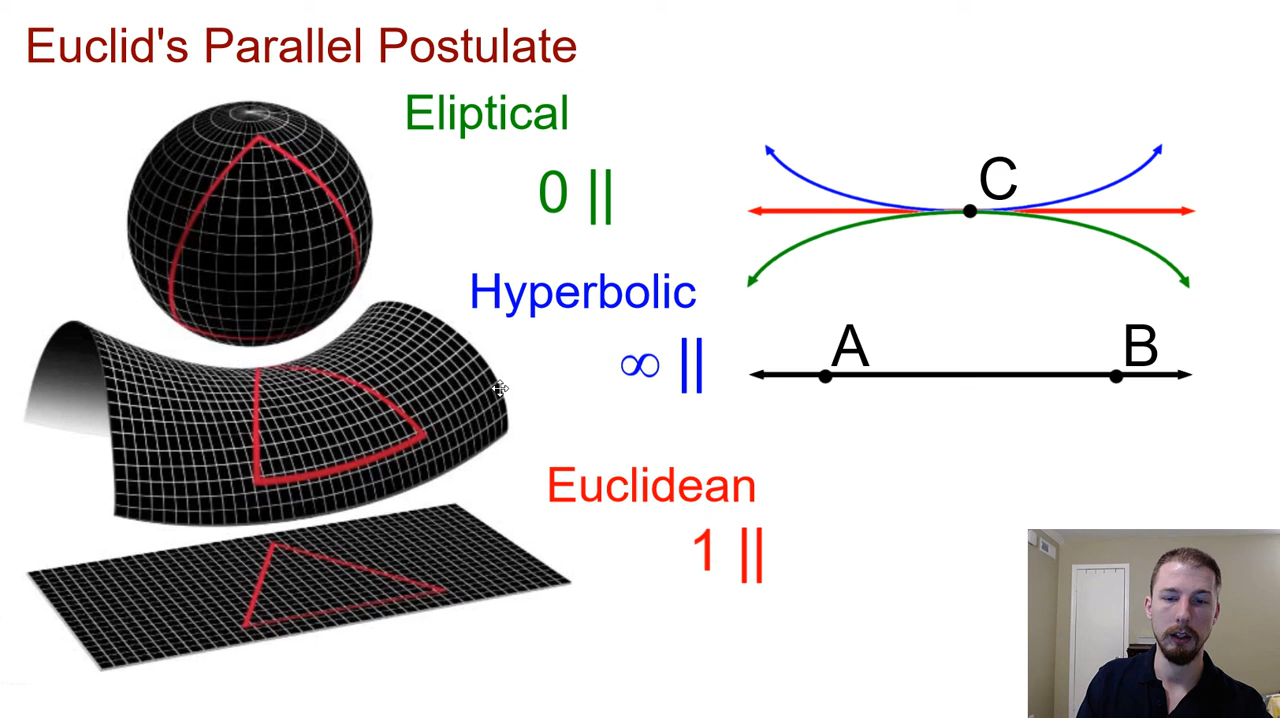 Euclid's Parallel Postulate
Eliptical
0 ||
Hyperbolic
∞ ||
Euclidean
1 ||
C
A
B